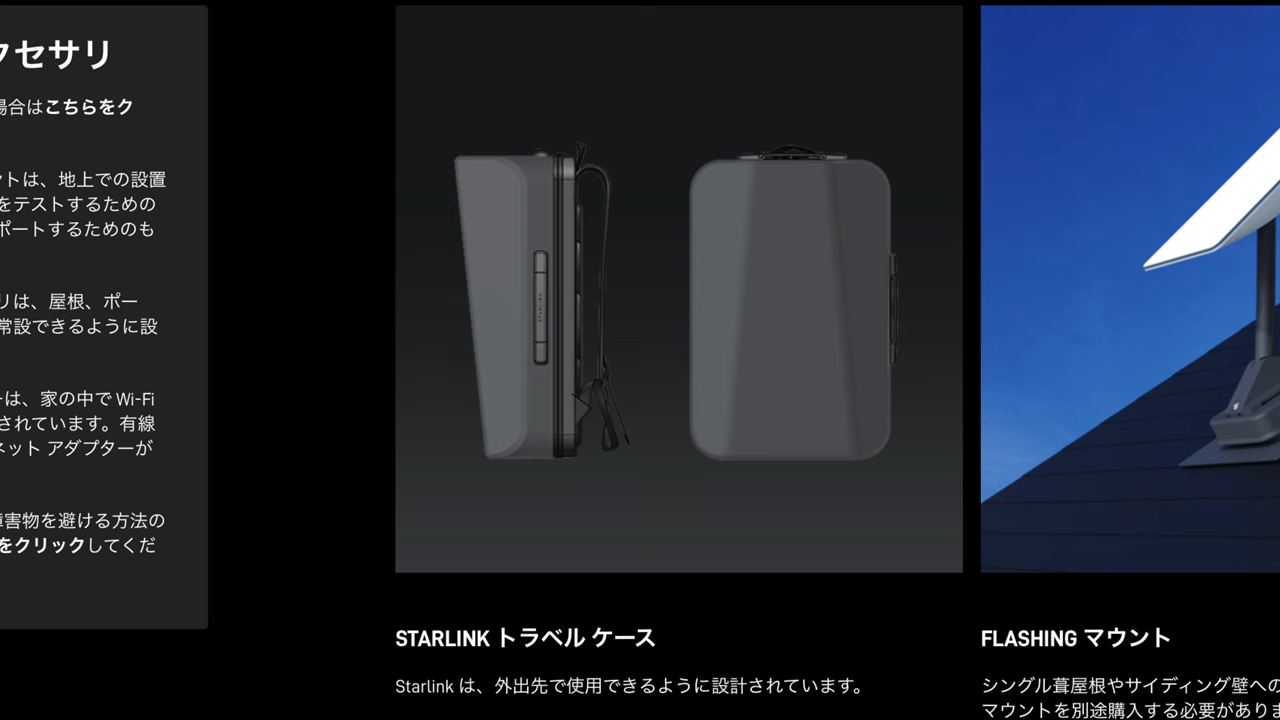 クセサリ
場合はこちらをク
ントは、地上での設置
をテストするための
ポートするためのも
リは、屋根、ポー
常設できるように設
ーは、家の中で Wi-Fi
されています。有線
ネット アダプターが
障害物を避ける方法の
をクリックしてくだ
STARLINK トラベル ケース
Starlink は、外出先で使用できるように設計されています。
FLASHING マウント
シングル葺屋根やサイディング壁への
マウントを別途購入する必要がありま